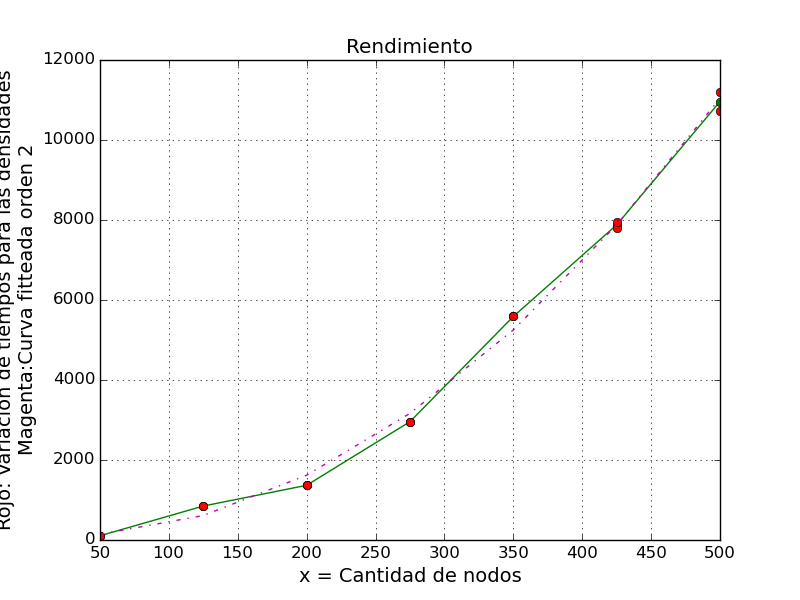 Rendimiento
12000
10000
8000
6000
4000
2000
0
Rojo: Variacion de tiempos para las densidades
Magenta:Curva fitteada orden 2
50 100 150 200 250 300 350 400 450 500
x = Cantidad de nodos